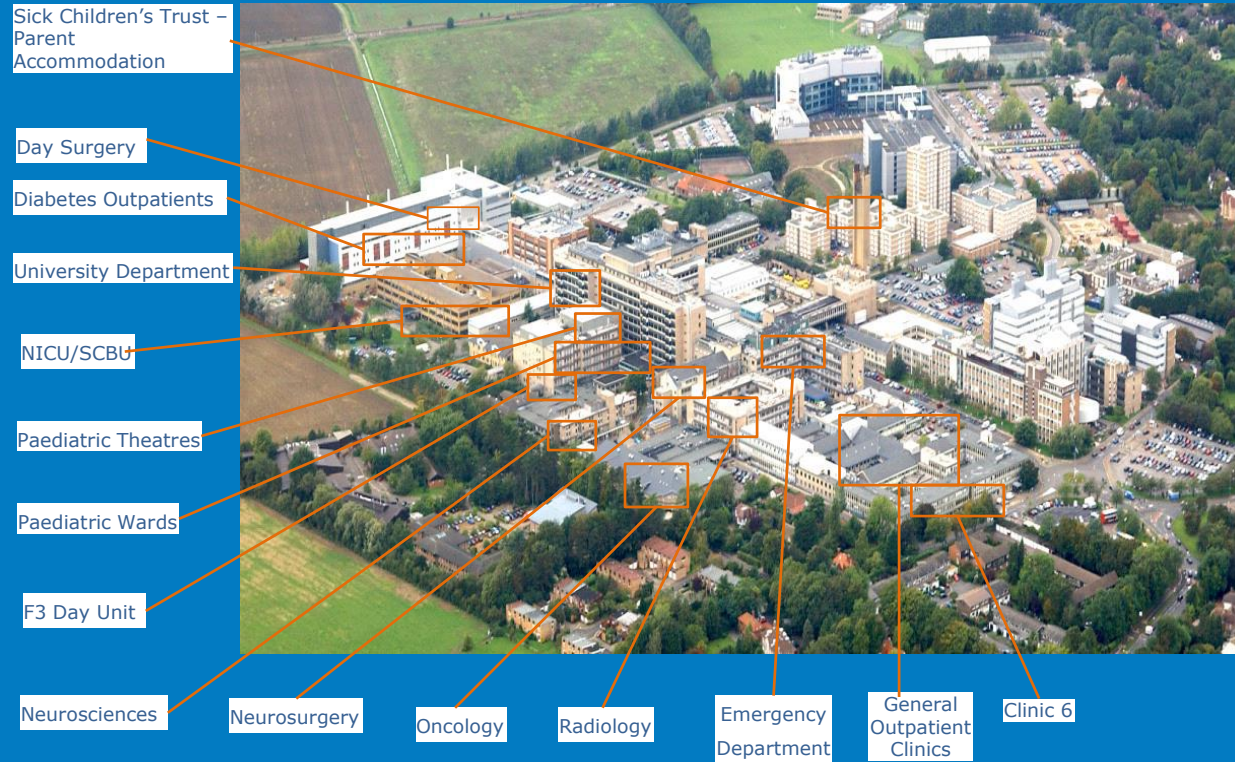 Sick Children’s Trust –
Parent
Accommodation
Day Surgery
Diabetes Outpatients
University Department
NICU/SCBU
Paediatric Theatres
Paediatric Wards
F3 Day Unit
Neurosciences
Neurosurgery
Oncology
Radiology
Emergency
Department
General
Outpatient
Clinics
Clinic 6